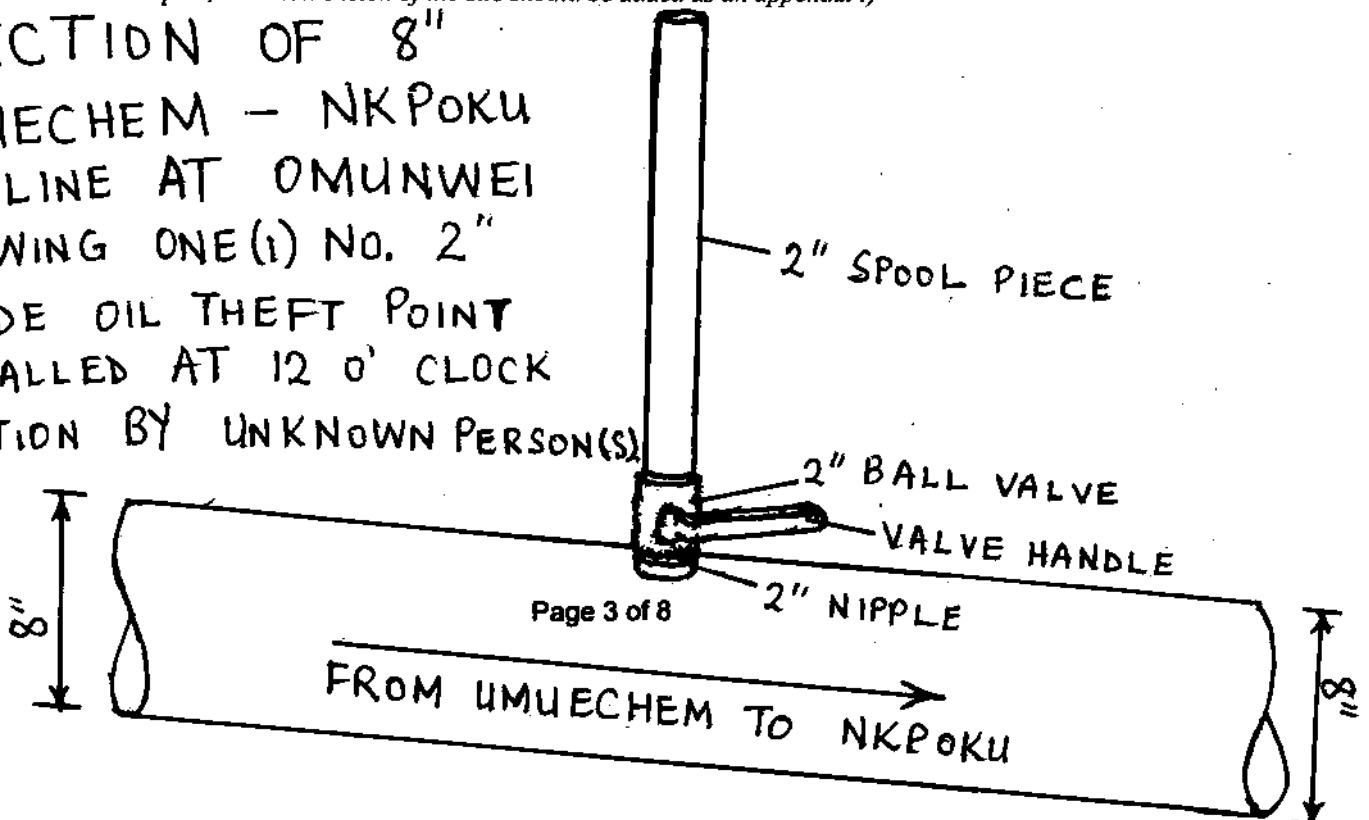 CTION OF 8"
ECHEM – NKPOKU
LINE AT OMUNWEI
WING ONE(1) No. 2"
DE OIL THEFT POINT
ALLED AT 12 O' CLOCK
TION BY UNKNOWN PERSON(S)
2" SPOOL PIECE
2" BALL VALVE
VALVE HANDLE
2" NIPPLE
Page 3 of 8
8"
FROM UMUECHEM TO NKPOKU
8"